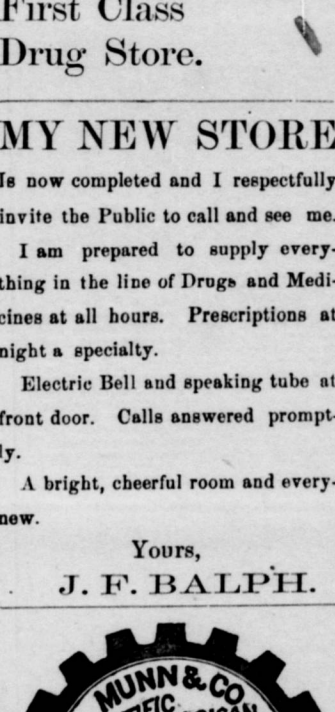 First Class
Drug Store.
MY NEW STORE
Is now completed and I respectfully
invite the Public to call and see me.
I am prepared to supply every-
thing in the line of Drugs and Medi-
cines at all hours. Prescriptions at
night a specialty.
Electric Bell and speaking tube at
front door. Calls answered prompt-
ly.
A bright, cheerful room and every-
new.
Yours,
J. F. BALPH.
MUNN & CO